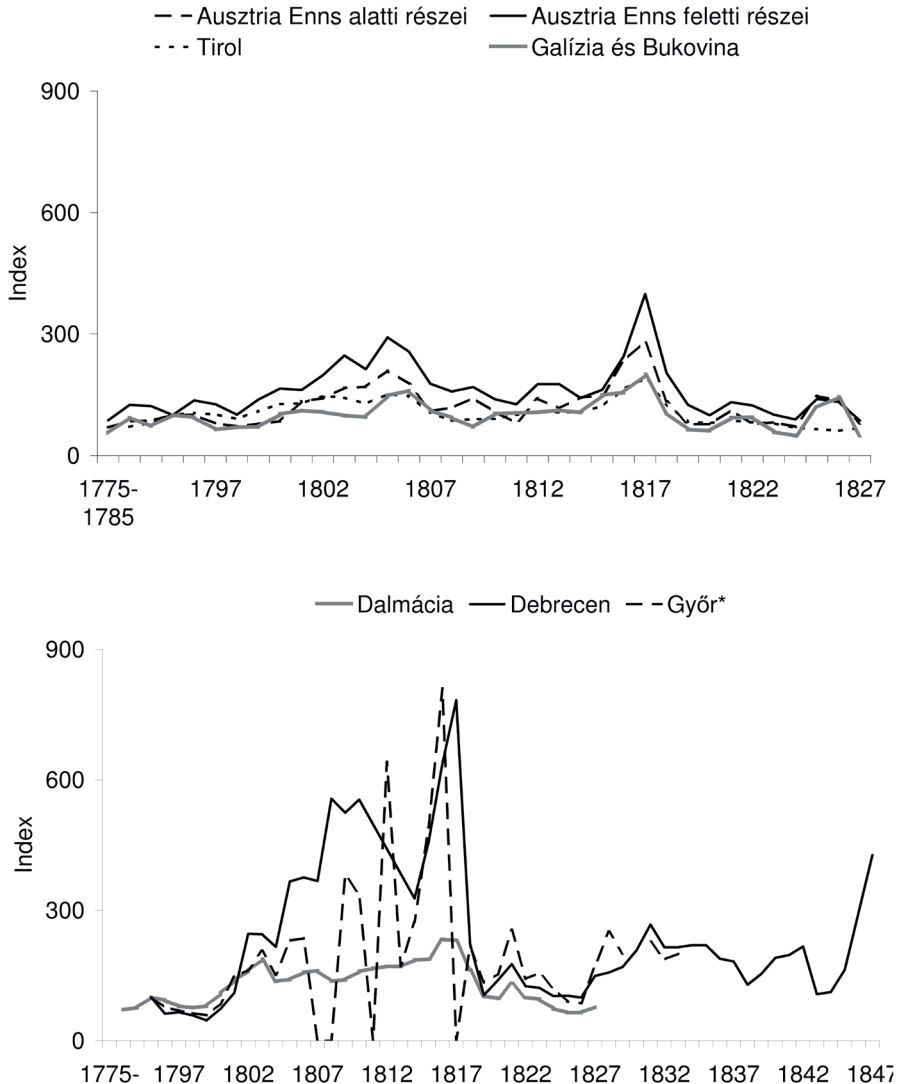 Ausztria Enns alatti részei Ausztria Enns feletti részei
Tirol Galízia és Bukovina
900
600
Index
300
0
1775-
1785 1797 1802 1807 1812 1817 1822 1827
Dalmácia Debrecen Győr*
900
600
Index
300
0
1775- 1797 1802 1807 1812 1817 1822 1827 1832 1837 1842 1847